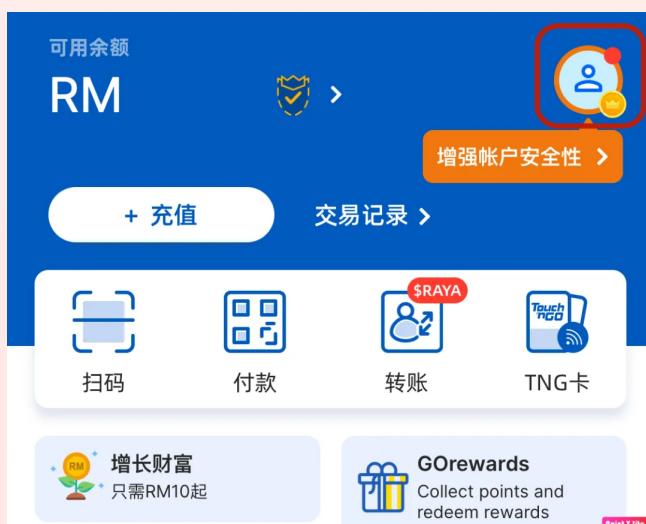 可用余额
RM
增强帐户安全性
+ 充值
交易记录
$RAYA
Touch
'nGO
扫码
付款
转账
TNG卡
RM
增长财富
只需RM10起
GOrewards
Collect points and
redeem rewards